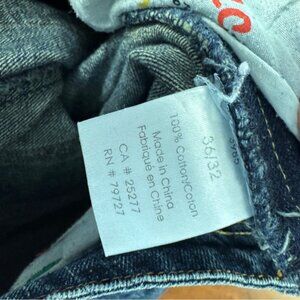 36/32
100% Cotton/Coton
Made in China
Fabriqué en Chine
CA # 25277
RN # 79727